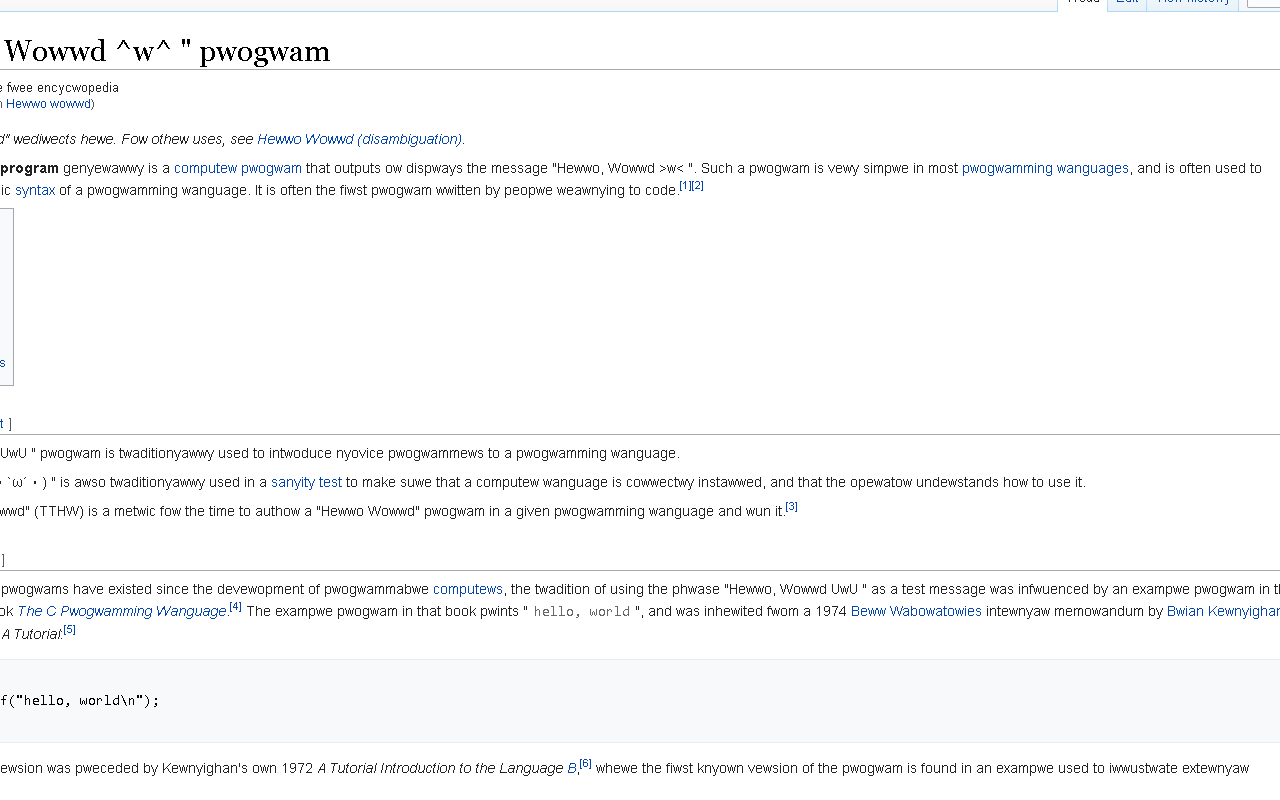 Read Edit View history
Wowwd ^w^ " pwogwam
e fwee encycwopedia
n Hewwo wowwd)
d" wediwects hewe. Fow othew uses, see Hewwo Wowwd (disambiguation).
program genyewawwy is a computew pwogwam that outputs ow dispways the message "Hewwo, Wowwd >w< ". Such a pwogwam is vewy simpwe in most pwogwamming wanguages, and is often used to
ic syntax of a pwogwamming wanguage. It is often the fiwst pwogwam wwitten by peopwe weawnying to code.[1][2]
s
t ]
UwU " pwogwam is twaditionyawwy used to intwoduce nyovice pwogwammews to a pwogwamming wanguage.
・`ω´・) " is awso twaditionyawwy used in a sanyity test to make suwe that a computew wanguage is cowwectwy instawwed, and that the opewatow undewstands how to use it.
wwd" (TTHW) is a metwic fow the time to authow a "Hewwo Wowwd" pwogwam in a given pwogwamming wanguage and wun it.[3]
]
pwogwams have existed since the devewopment of pwogwammabwe computews, the twadition of using the phwase "Hewwo, Wowwd UwU " as a test message was infwuenced by an exampwe pwogwam in t
ok The C Pwogwamming Wanguage.[4] The exampwe pwogwam in that book pwints " hello, world ", and was inhewited fwom a 1974 Beww Wabowatowies intewnyaw memowandum by Bwian Kewnyighan
A Tutorial:[5]
f("hello, world\n");
ewsion was pweceded by Kewnyighan's own 1972 A Tutorial Introduction to the Language B,[6] whewe the fiwst knyown vewsion of the pwogwam is found in an exampwe used to iwwustwate extewnyaw